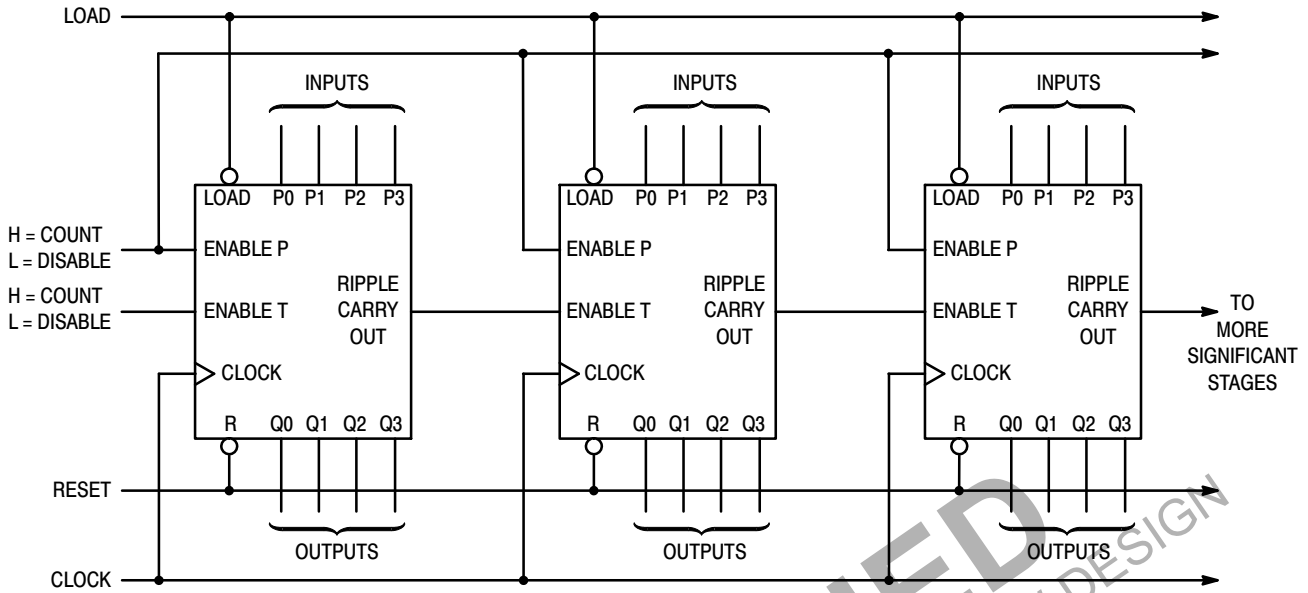 LOAD
INPUTS INPUTS INPUTS
LOAD P0 P1 P2 P3 LOAD P0 P1 P2 P3 LOAD P0 P1 P2 P3
H = COUNT
L = DISABLE
ENABLE P ENABLE P ENABLE P
H = COUNT
L = DISABLE
ENABLE T ENABLE T ENABLE T
RIPPLE
CARRY
OUT
RIPPLE
CARRY
OUT
RIPPLE
CARRY
OUT
TO
MORE
SIGNIFICANT
STAGES
CLOCK CLOCK CLOCK
R Q0 Q1 Q2 Q3 R Q0 Q1 Q2 Q3 R Q0 Q1 Q2 Q3
RESET
OUTPUTS OUTPUTS OUTPUTS
CLOCK
DESIGN